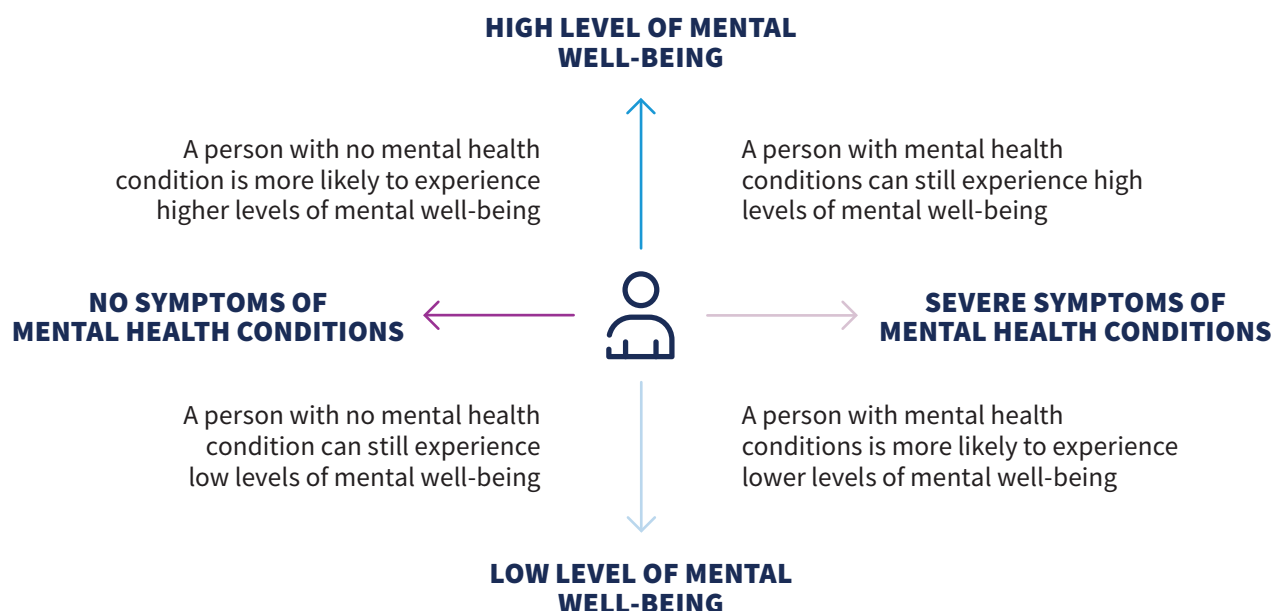 HIGH LEVEL OF MENTAL
WELL-BEING
A person with no mental health
condition is more likely to experience
higher levels of mental well-being
A person with mental health
conditions can still experience high
levels of mental well-being
NO SYMPTOMS OF
MENTAL HEALTH CONDITIONS
SEVERE SYMPTOMS OF
MENTAL HEALTH CONDITIONS
A person with no mental health
condition can still experience
low levels of mental well-being
A person with mental health
conditions is more likely to experience
lower levels of mental well-being
LOW LEVEL OF MENTAL
WELL-BEING